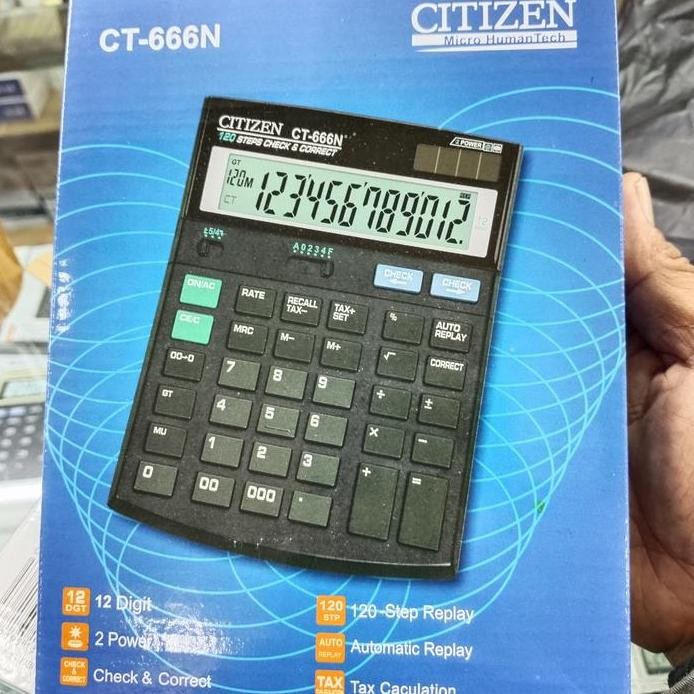 CT-666N
CITIZEN
Micro HumanTech
CITIZEN CT-666N
120 STEPS CHECK & CORRECT
POWER
GT
120M
123456789012.
CT
12
A0234F
CHECK
CHECK
ON/AC
RATE
RECALL TAX-
TAX+ SET
%
AUTO REPLAY
CE/C
MRC
M-
M+
√
CORRECT
00→0
7
8
9
÷
±
GT
4
5
6
×
−
MU
1
2
3
+
=
0
00
000
.
12 DGT
12 Digit
120 STP
120 -Step Replay
2 Power
AUTO REPLAY
Automatic Replay
CHECK & CORRECT
Check & Correct
TAX
Tax Caculation